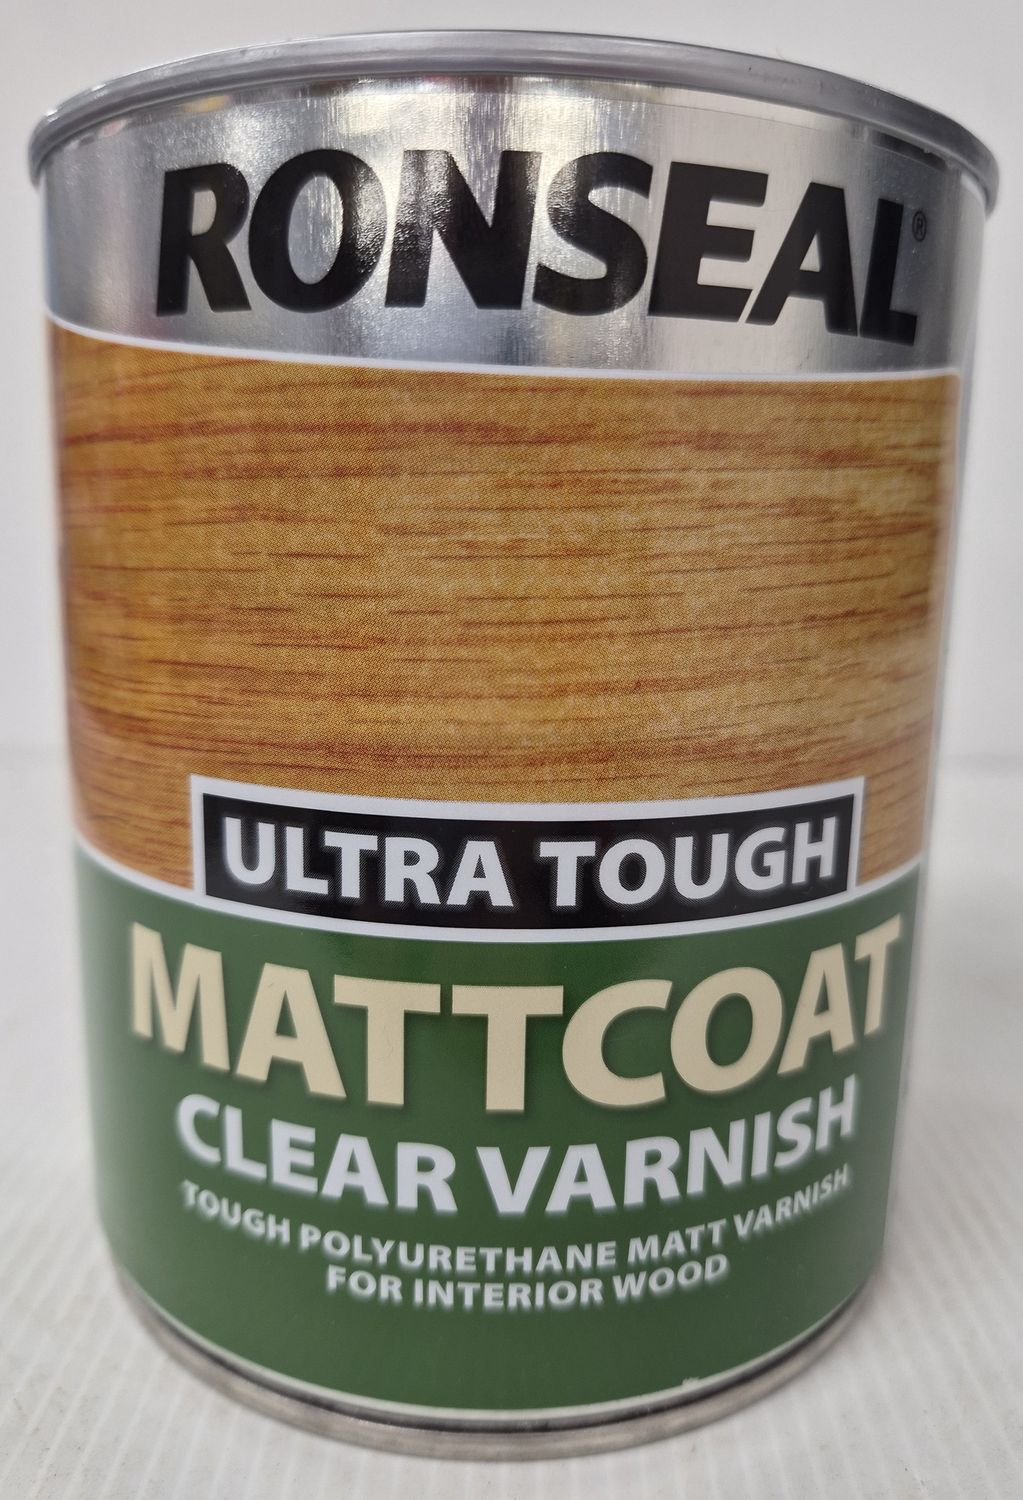 RONSEAL®
ULTRA TOUGH
MATTCOAT
CLEAR VARNISH
TOUGH POLYURETHANE MATT VARNISH
FOR INTERIOR WOOD